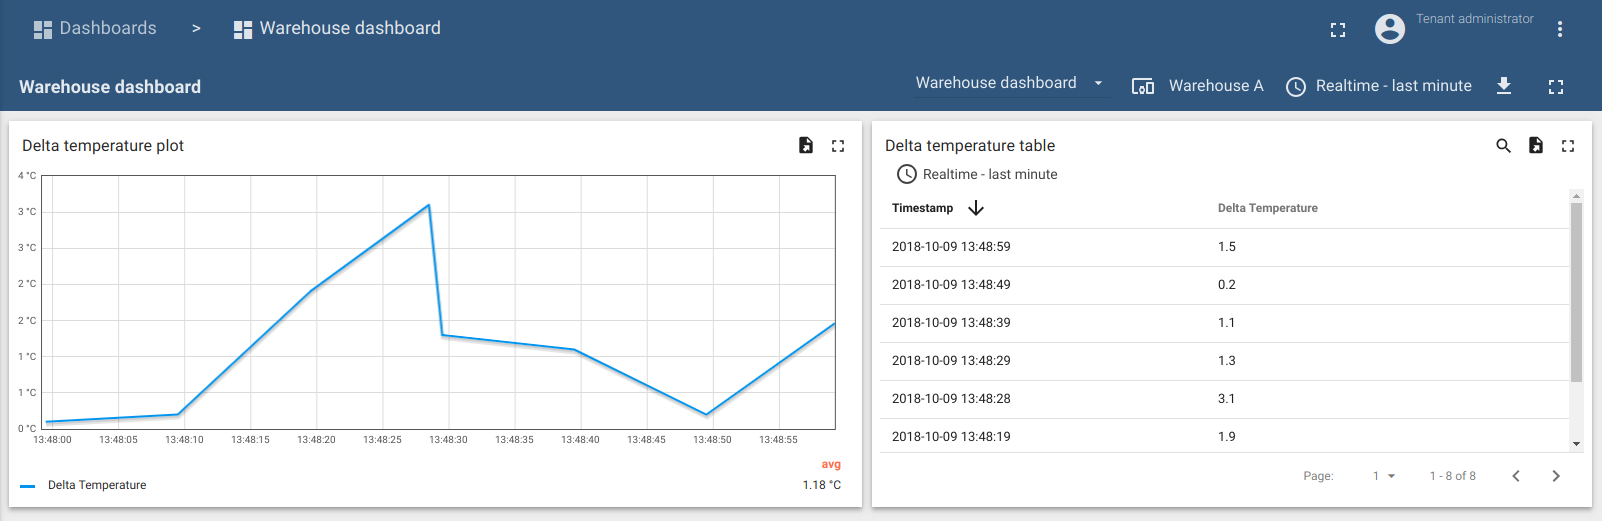 Dashboards > Warehouse dashboard
Tenant administrator
Warehouse dashboard
Warehouse dashboard Warehouse A Realtime - last minute
Delta temperature plot
4 °C
3 °C
3 °C
2 °C
2 °C
1 °C
1 °C
0 °C
13:48:00 13:48:05 13:48:10 13:48:15 13:48:20 13:48:25 13:48:30 13:48:35 13:48:40 13:48:45 13:48:50 13:48:55
avg
Delta Temperature 1.18 °C
Delta temperature table
Realtime - last minute
Timestamp Delta Temperature
2018-10-09 13:48:59 1.5
2018-10-09 13:48:49 0.2
2018-10-09 13:48:39 1.1
2018-10-09 13:48:29 1.3
2018-10-09 13:48:28 3.1
2018-10-09 13:48:19 1.9
Page: 1 1 - 8 of 8